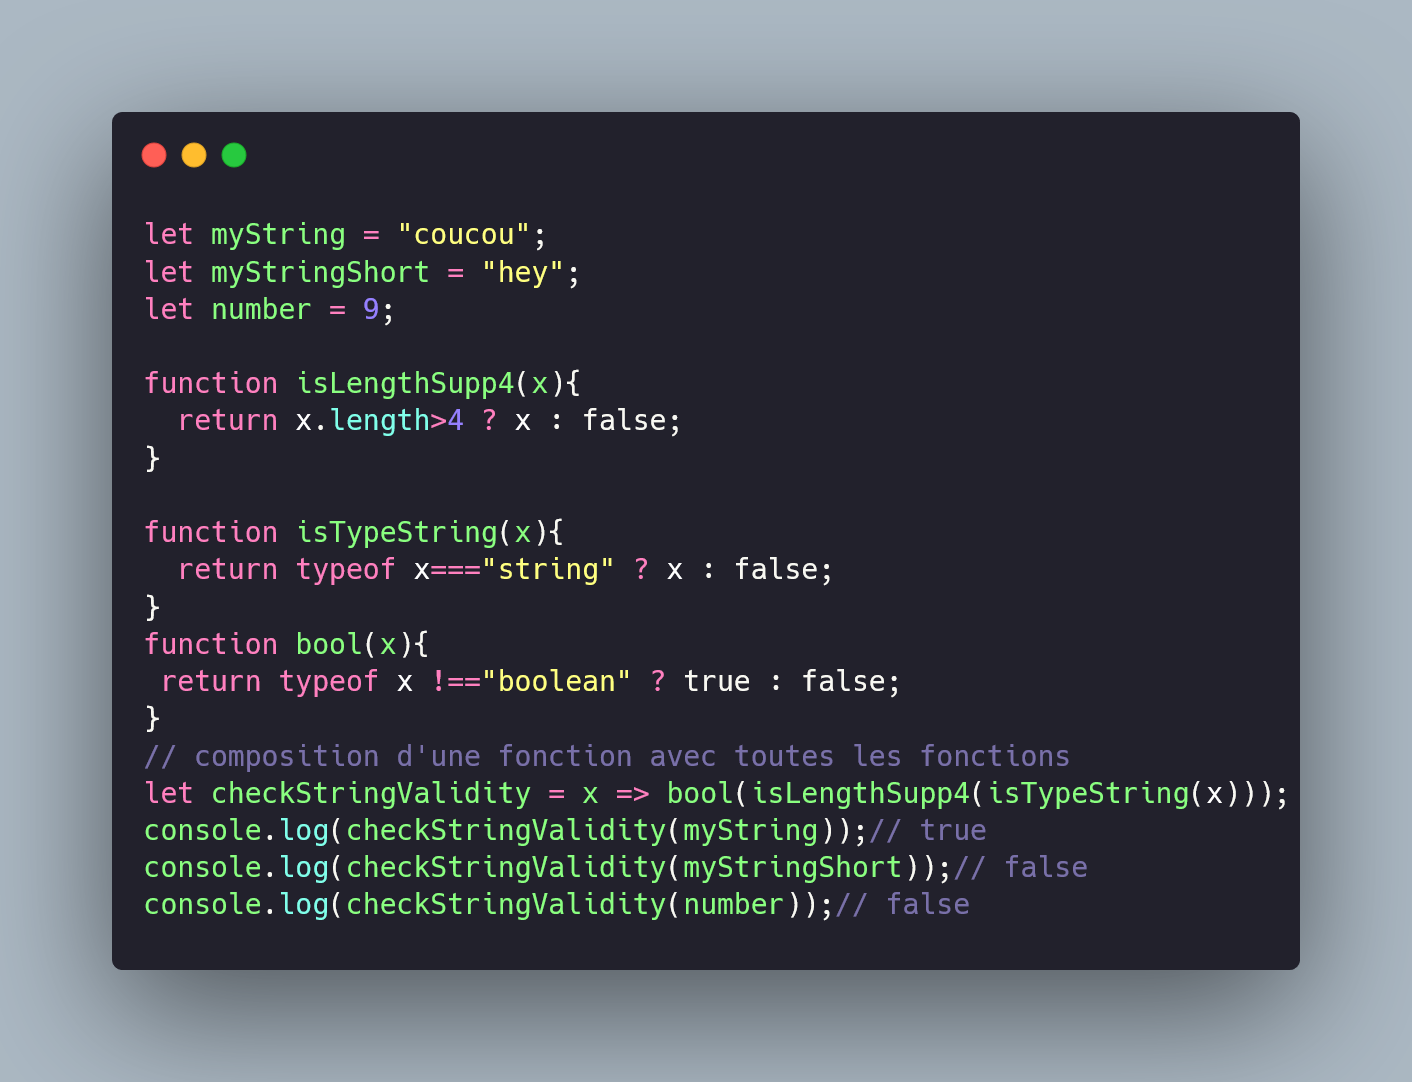 let myString = "coucou";
let myStringShort = "hey";
let number = 9;

function isLengthSupp4(x){
  return x.length>4 ? x : false;
}

function isTypeString(x){
  return typeof x==="string" ? x : false;
}
function bool(x){
 return typeof x !=="boolean" ? true : false;
}
// composition d'une fonction avec toutes les fonctions
let checkStringValidity = x => bool(isLengthSupp4(isTypeString(x)));
console.log(checkStringValidity(myString));// true
console.log(checkStringValidity(myStringShort));// false
console.log(checkStringValidity(number));// false